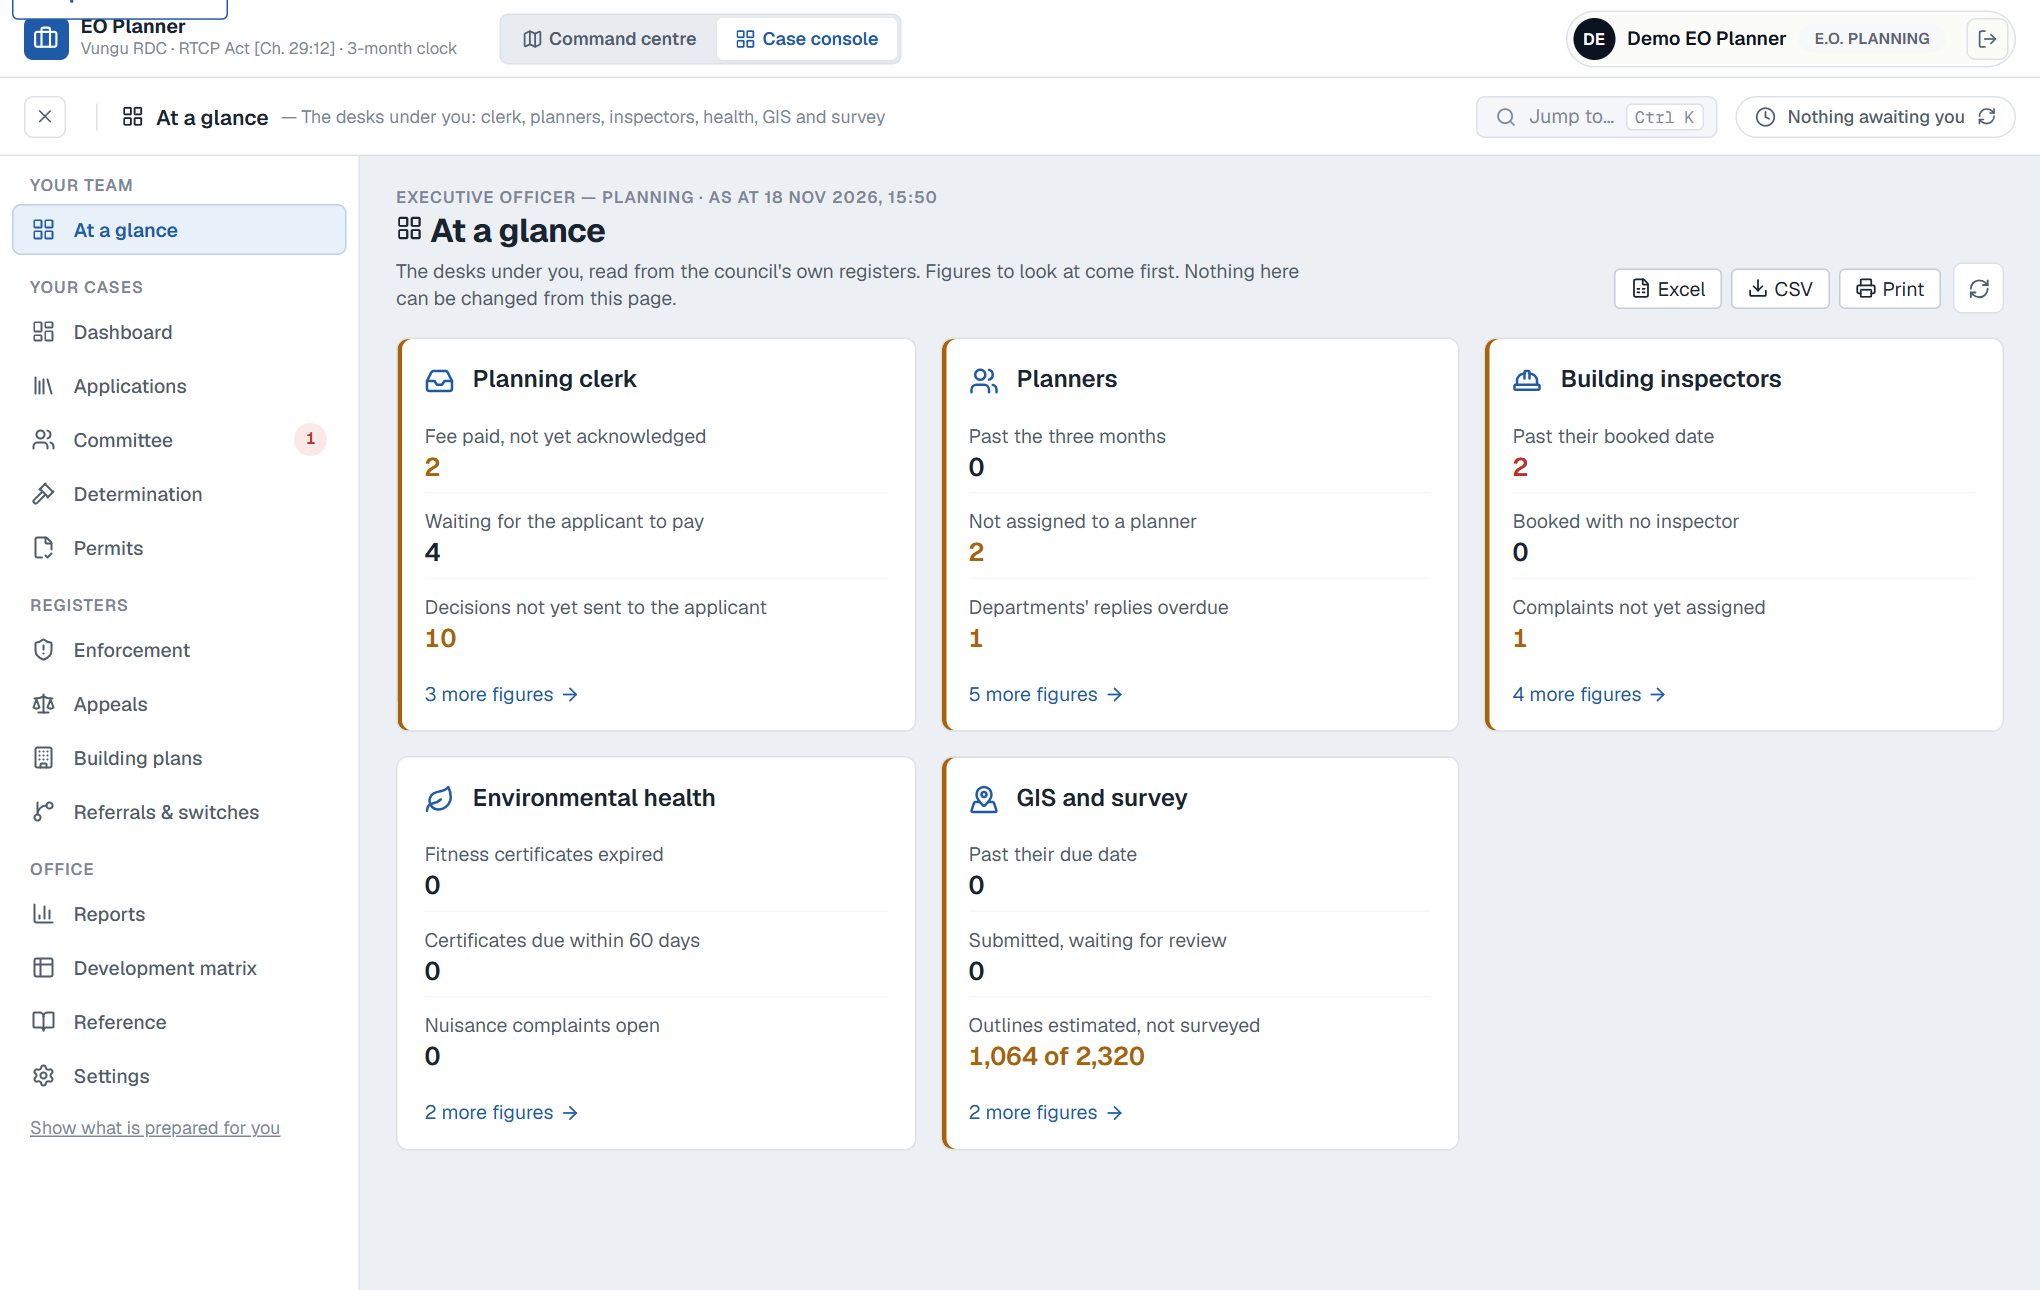 EO Planner
Vungu RDC · RTCP Act [Ch. 29:12] · 3-month clock
Command centre
Case console
DE
Demo EO Planner
E.O. PLANNING
At a glance
— The desks under you: clerk, planners, inspectors, health, GIS and survey
Jump to...
Ctrl K
Nothing awaiting you
YOUR TEAM
At a glance
YOUR CASES
Dashboard
Applications
Committee
1
Determination
Permits
REGISTERS
Enforcement
Appeals
Building plans
Referrals & switches
OFFICE
Reports
Development matrix
Reference
Settings
Show what is prepared for you
EXECUTIVE OFFICER — PLANNING · AS AT 18 NOV 2026, 15:50
At a glance
The desks under you, read from the council's own registers. Figures to look at come first. Nothing here
can be changed from this page.
Excel
CSV
Print
Planning clerk
Fee paid, not yet acknowledged
2
Waiting for the applicant to pay
4
Decisions not yet sent to the applicant
10
3 more figures →
Planners
Past the three months
0
Not assigned to a planner
2
Departments' replies overdue
1
5 more figures →
Building inspectors
Past their booked date
2
Booked with no inspector
0
Complaints not yet assigned
1
4 more figures →
Environmental health
Fitness certificates expired
0
Certificates due within 60 days
0
Nuisance complaints open
0
2 more figures →
GIS and survey
Past their due date
0
Submitted, waiting for review
0
Outlines estimated, not surveyed
1,064 of 2,320
2 more figures →